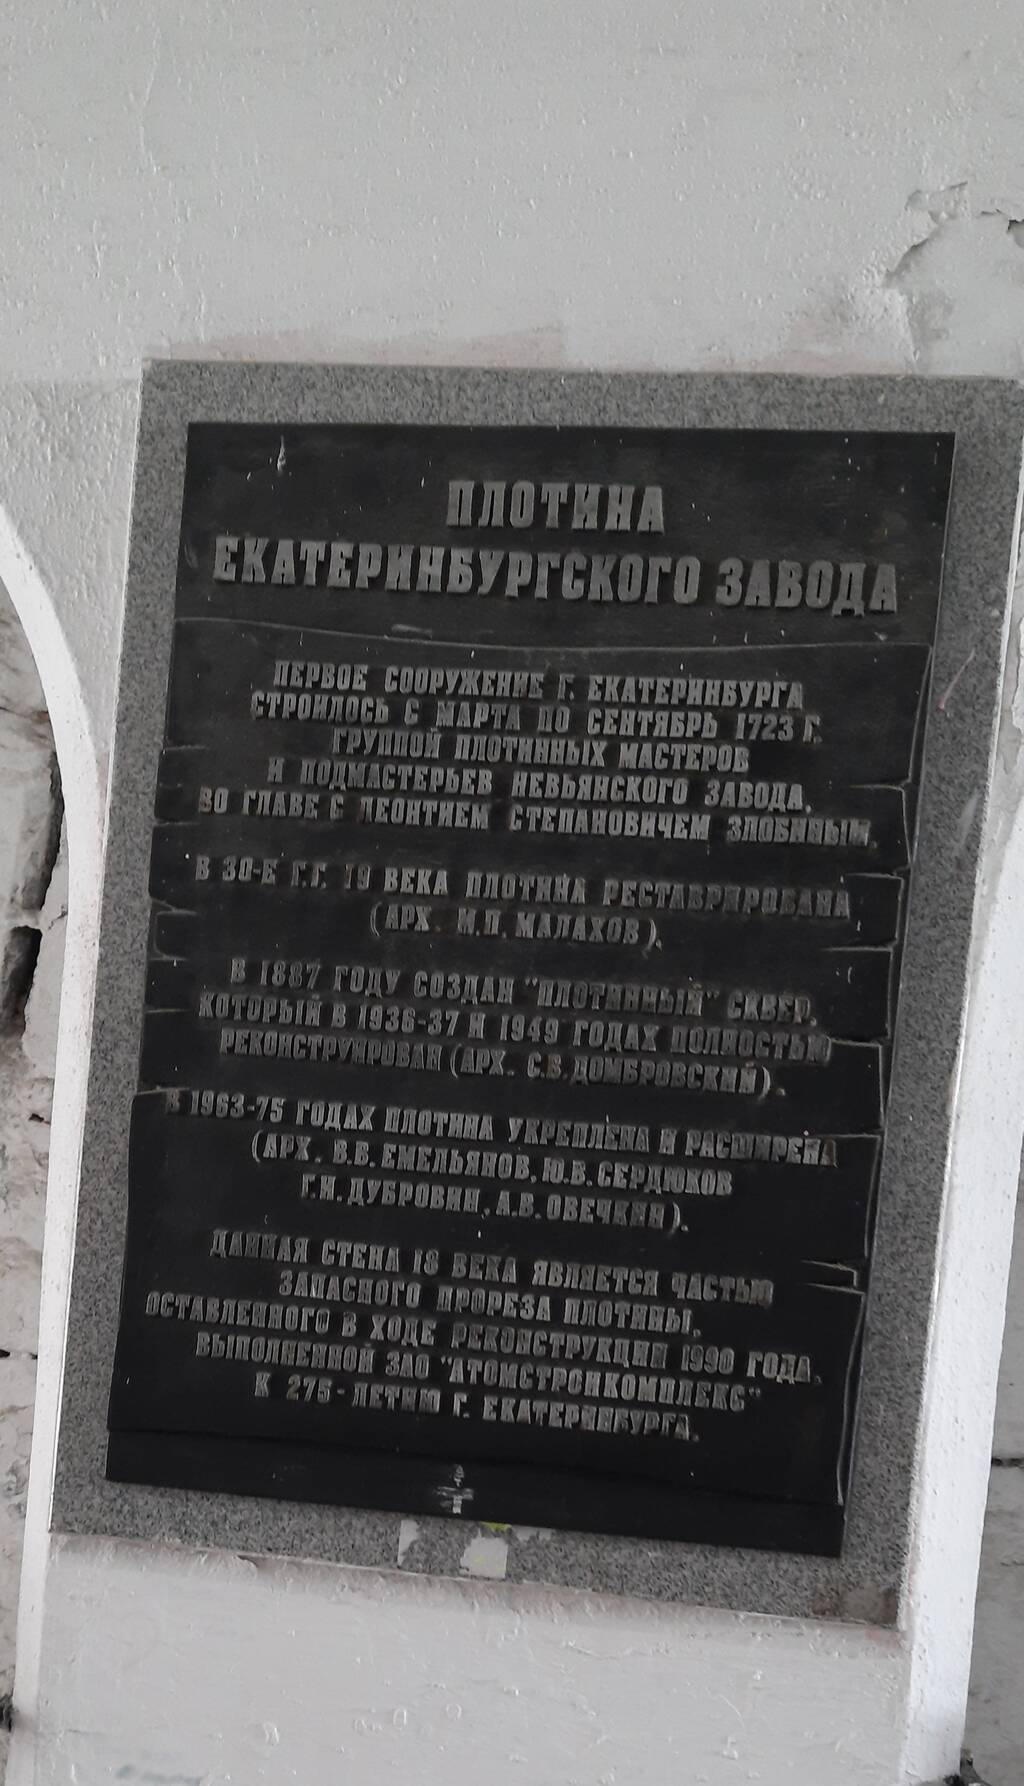 ПЛОТИНА
ЕКАТЕРИНБУРГСКОГО ЗАВОДА
ПЕРВОЕ СООРУЖЕНИЕ Г. ЕКАТЕРИНБУРГА
СТРОИЛОСЬ С МАРТА ПО СЕНТЯБРЬ 1723 Г.
ГРУППОЙ ПЛОТИННЫХ МАСТЕРОВ
И ПОДМАСТЕРЬЕВ НЕВЬЯНСКОГО ЗАВОДА,
ВО ГЛАВЕ С ЛЕОНТИЕМ СТЕПАНОВИЧЕМ ЗЛОБИНЫМ.
В 30-Е Г.Г. 19 ВЕКА ПЛОТИНА РЕСТАВРИРОВАНА
(АРХ. М.П. МАЛАХОВ).
В 1887 ГОДУ СОЗДАН "ПЛОТИННЫЙ" СКВЕР,
КОТОРЫЙ В 1936-37 И 1949 ГОДАХ ПОЛНОСТЬЮ
РЕКОНСТРУИРОВАН (АРХ. С.В. ДОМБРОВСКИЙ).
В 1963-75 ГОДАХ ПЛОТИНА УКРЕПЛЕНА И РАСШИРЕНА
(АРХ. В.В. ЕМЕЛЬЯНОВ, Ю.В. СЕРДЮКОВ
Г.И. ДУБРОВИН, А.В. ОВЕЧКИН).
ДАННАЯ СТЕНА 18 ВЕКА ЯВЛЯЕТСЯ ЧАСТЬЮ
ЗАПАСНОГО ПРОРЕЗА ПЛОТИНЫ,
ОСТАВЛЕННОГО В ХОДЕ РЕКОНСТРУКЦИИ 1990 ГОДА,
ВЫПОЛНЕННОЙ ЗАО "АТОМСТРОЙКОМПЛЕКС"
К 275-ЛЕТИЮ Г. ЕКАТЕРИНБУРГА.